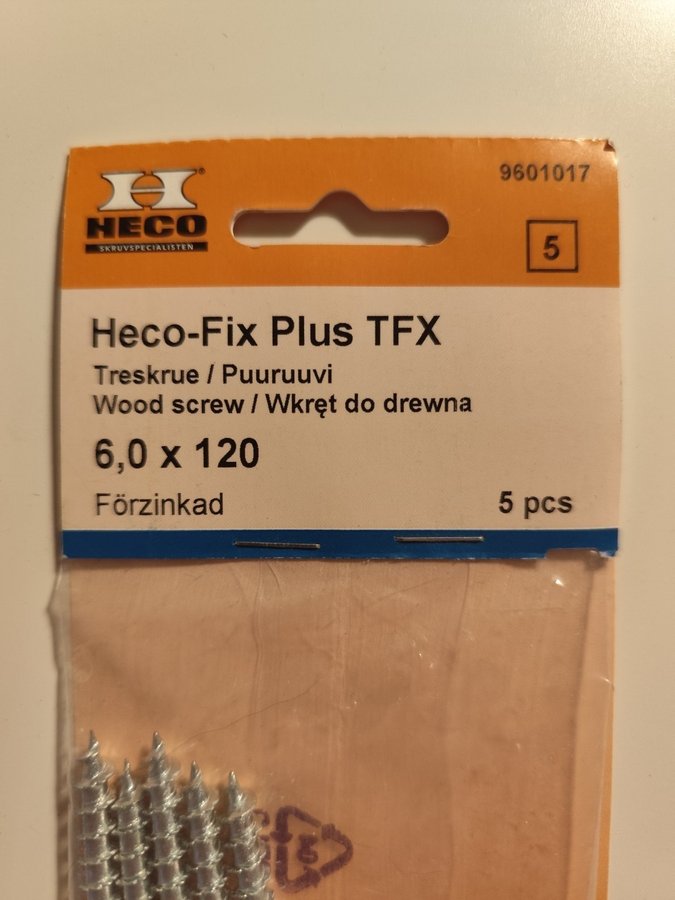 HECO
SKRUVSPECIALISTEN
9601017
5
Heco-Fix Plus TFX
Treskrue / Puuruuvi
Wood screw / Wkręt do drewna
6,0 x 120
Förzinkad
5 pcs